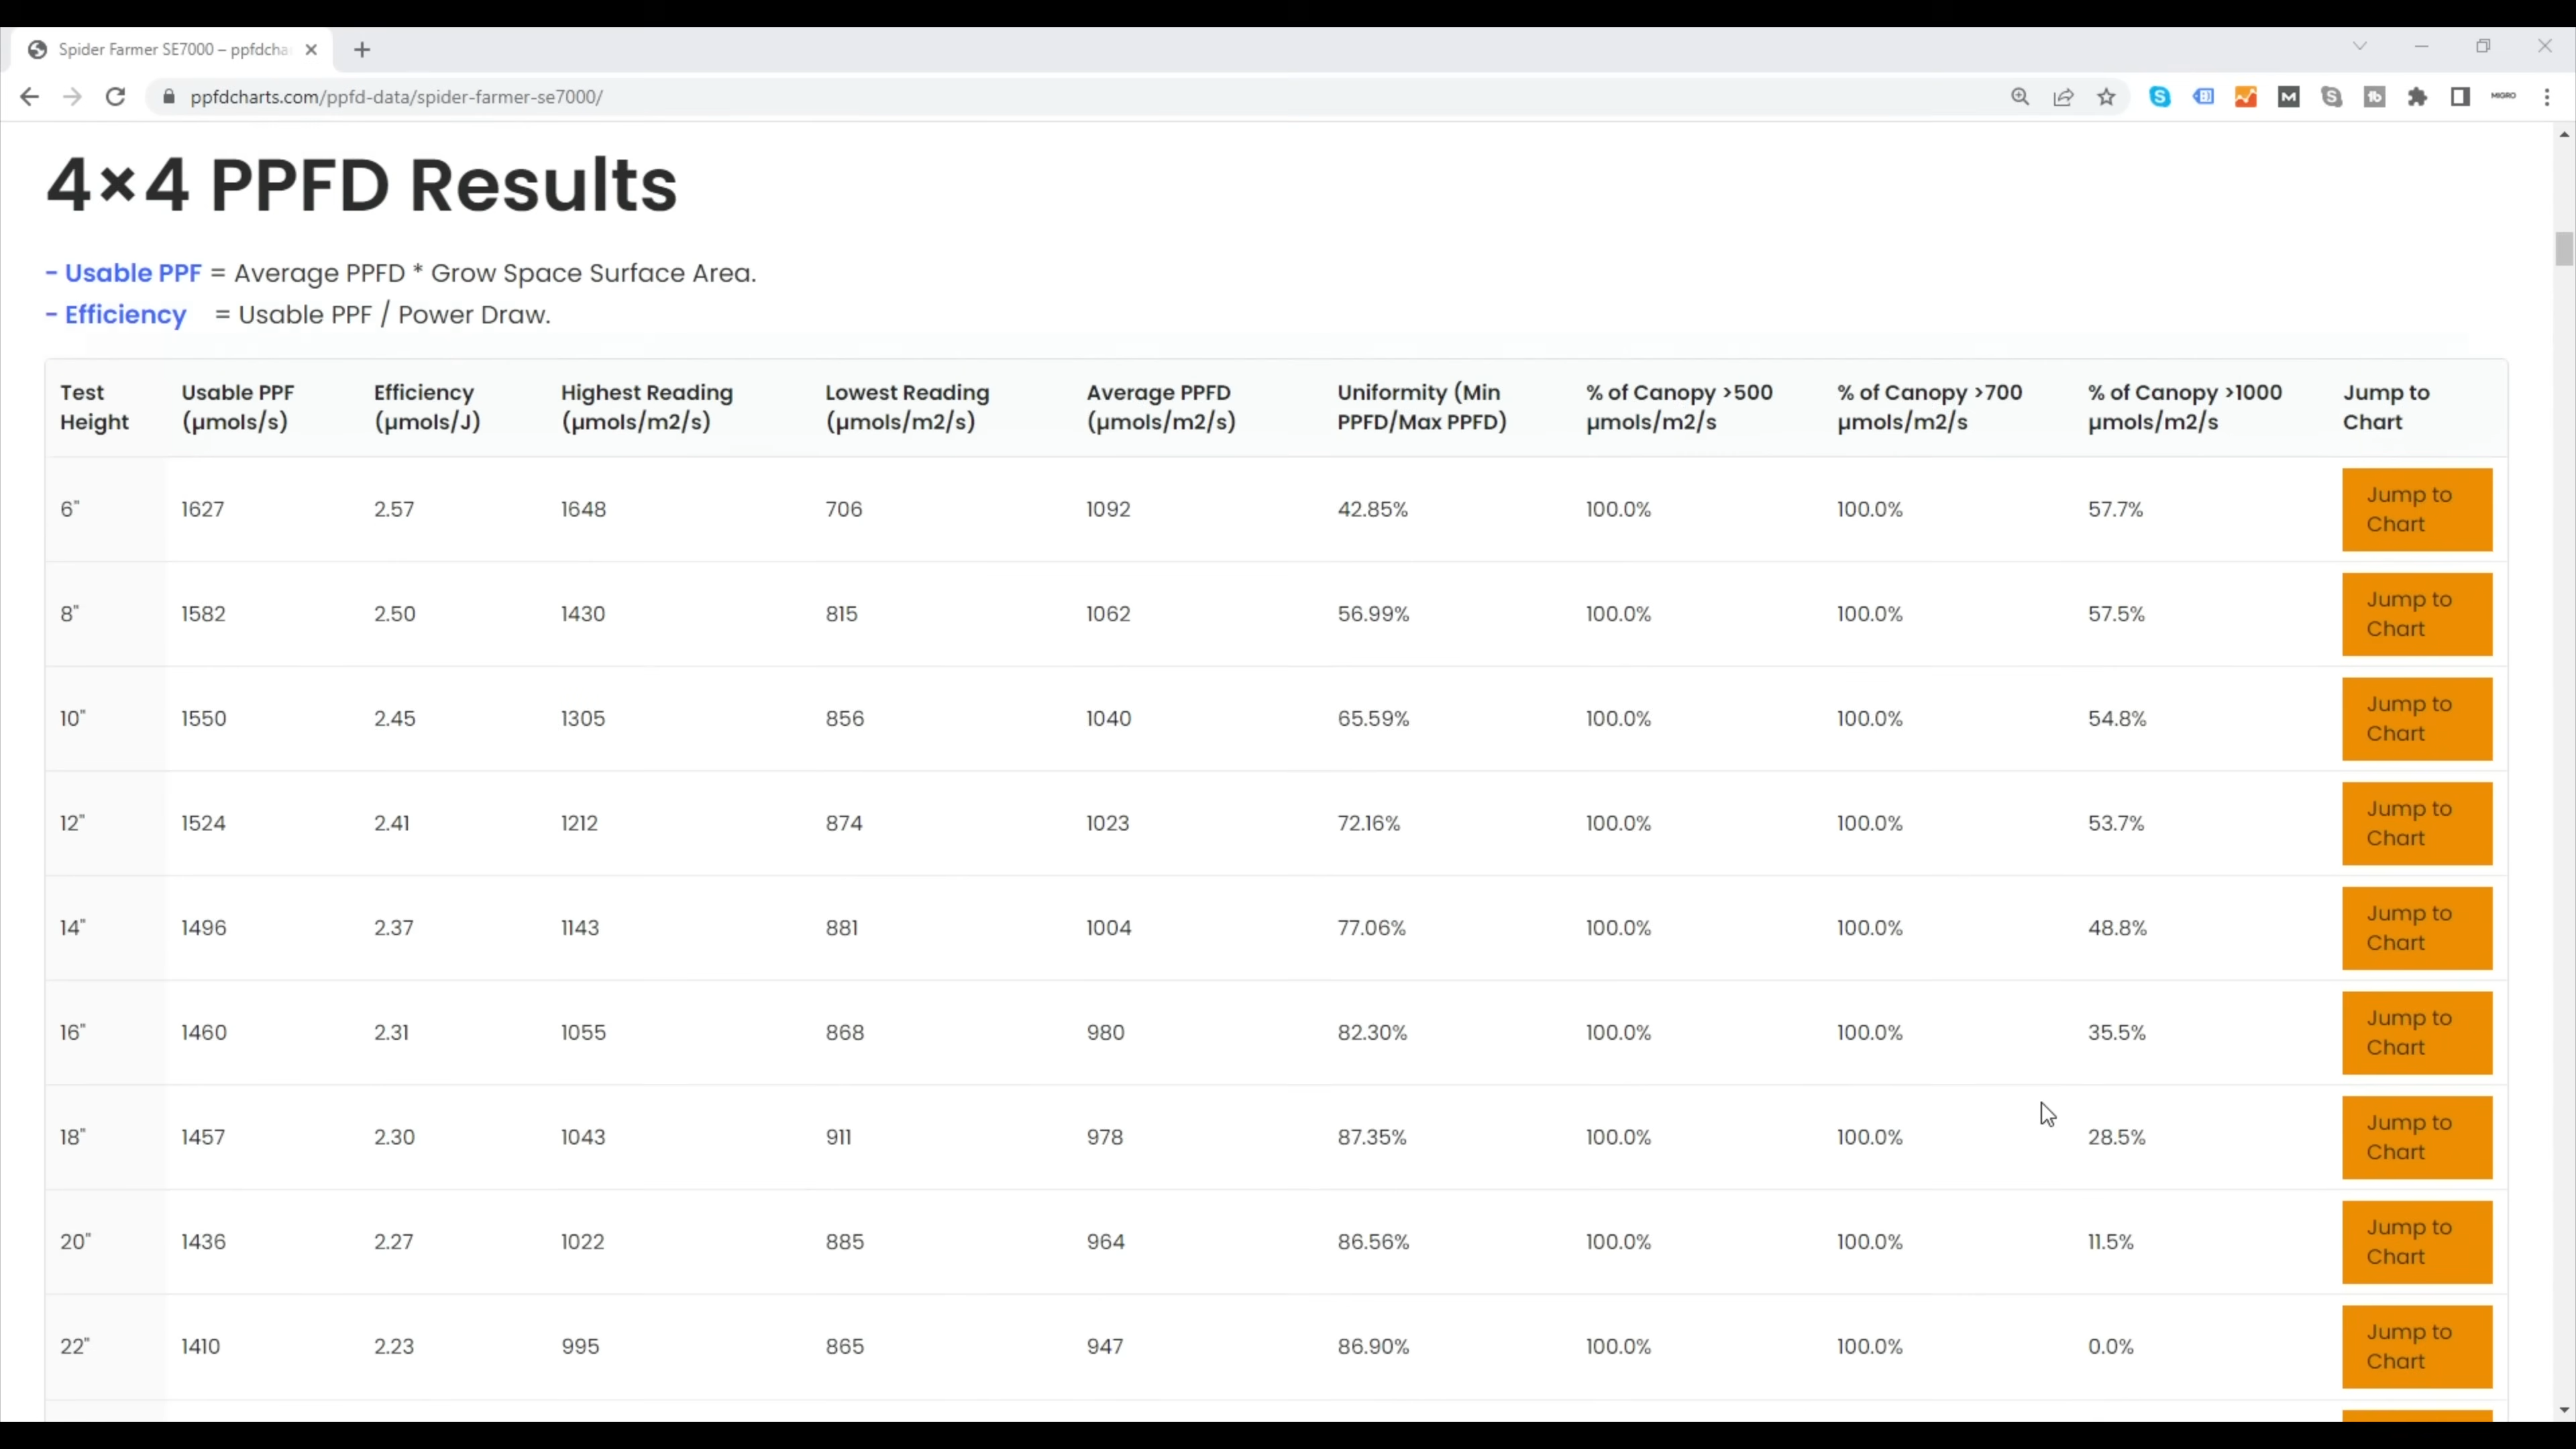 Spider Farmer SE7000 – ppfdcha
ppfdcharts.com/ppfd-data/spider-farmer-se7000/
MIGRO
4×4 PPFD Results
- Usable PPF = Average PPFD * Grow Space Surface Area.
- Efficiency = Usable PPF / Power Draw.
Test Height Usable PPF (µmols/s) Efficiency (µmols/J) Highest Reading (µmols/m2/s) Lowest Reading (µmols/m2/s) Average PPFD (µmols/m2/s) Uniformity (Min PPFD/Max PPFD) % of Canopy >500 µmols/m2/s % of Canopy >700 µmols/m2/s % of Canopy >1000 µmols/m2/s Jump to Chart
6" 1627 2.57 1648 706 1092 42.85% 100.0% 100.0% 57.7% Jump to Chart
8" 1582 2.50 1430 815 1062 56.99% 100.0% 100.0% 57.5% Jump to Chart
10" 1550 2.45 1305 856 1040 65.59% 100.0% 100.0% 54.8% Jump to Chart
12" 1524 2.41 1212 874 1023 72.16% 100.0% 100.0% 53.7% Jump to Chart
14" 1496 2.37 1143 881 1004 77.06% 100.0% 100.0% 48.8% Jump to Chart
16" 1460 2.31 1055 868 980 82.30% 100.0% 100.0% 35.5% Jump to Chart
18" 1457 2.30 1043 911 978 87.35% 100.0% 100.0% 28.5% Jump to Chart
20" 1436 2.27 1022 885 964 86.56% 100.0% 100.0% 11.5% Jump to Chart
22" 1410 2.23 995 865 947 86.90% 100.0% 100.0% 0.0% Jump to Chart